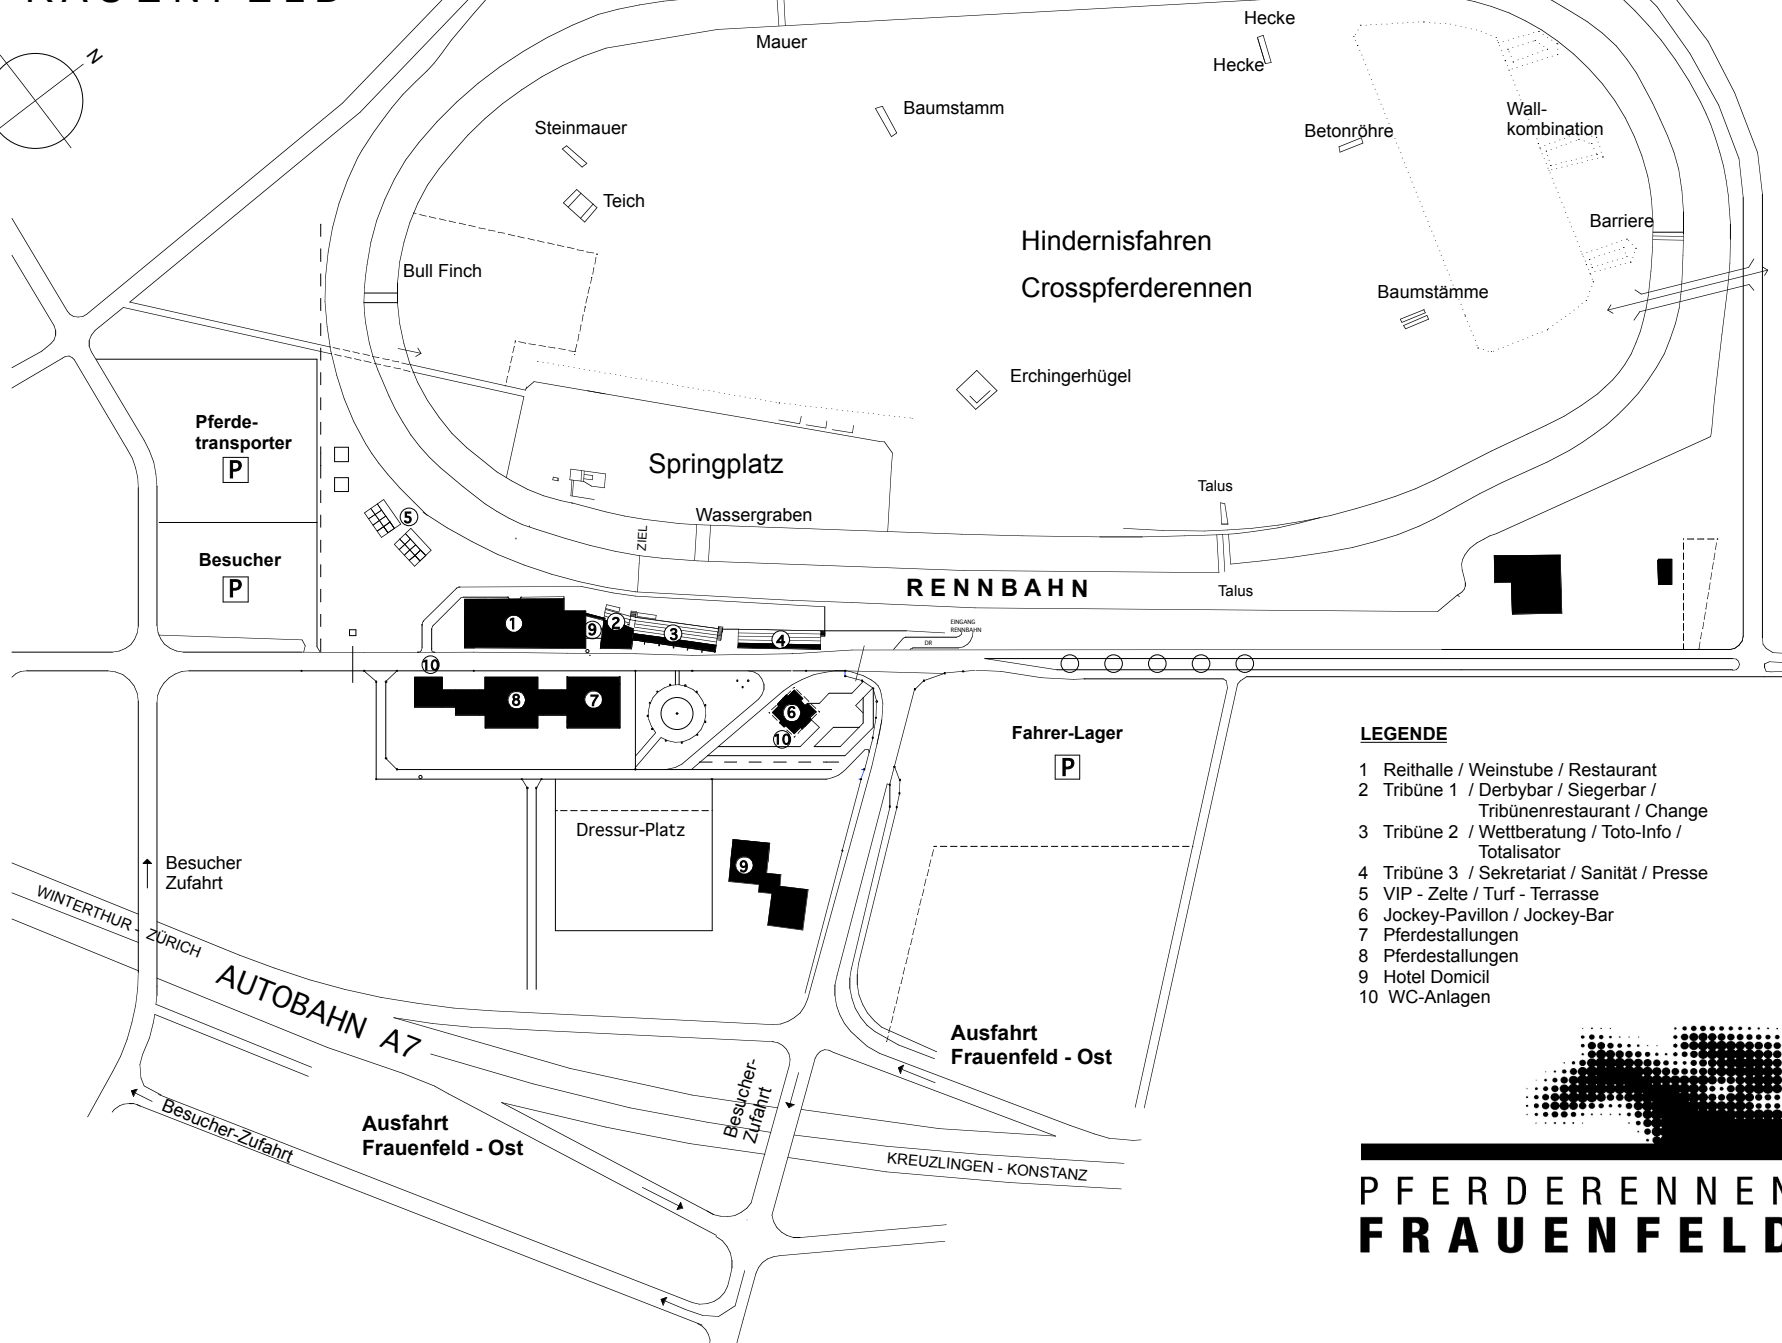 N
Mauer
Hecke
Hecke
Baumstamm
Steinmauer
Betonröhre
Wall-
kombination
Teich
Barriere
Hindernisfahren
Crosspferderennen
Bull Finch
Baumstämme
Erchingerhügel
Pferde-
transporter
P
Springplatz
Talus
5
Wassergraben
ZIEL
Besucher
P
RENNBAHN
Talus
1
9
2
3
4
EINGANG
RENNBAHN
DR
10
8
7
6
10
Fahrer-Lager
P
Dressur-Platz
9
Besucher
Zufahrt
WINTERTHUR - ZÜRICH
AUTOBAHN A7
Ausfahrt
Frauenfeld - Ost
Besucher-
Zufahrt
Besucher-Zufahrt
Ausfahrt
Frauenfeld - Ost
KREUZLINGEN - KONSTANZ
LEGENDE
1 Reithalle / Weinstube / Restaurant
2 Tribüne 1 / Derbybar / Siegerbar /
Tribünenrestaurant / Change
3 Tribüne 2 / Wettberatung / Toto-Info /
Totalisator
4 Tribüne 3 / Sekretariat / Sanität / Presse
5 VIP - Zelte / Turf - Terrasse
6 Jockey-Pavillon / Jockey-Bar
7 Pferdestallungen
8 Pferdestallungen
9 Hotel Domicil
10 WC-Anlagen
PFERDERENNEN
FRAUENFELD